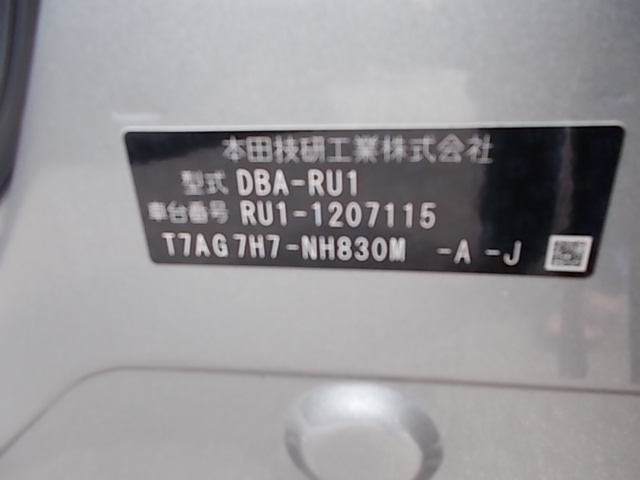 本田技研工業株式会社
型式 DBA-RU1
車台番号 RU1-1207115
T7AG7H7-NH830M -A -J